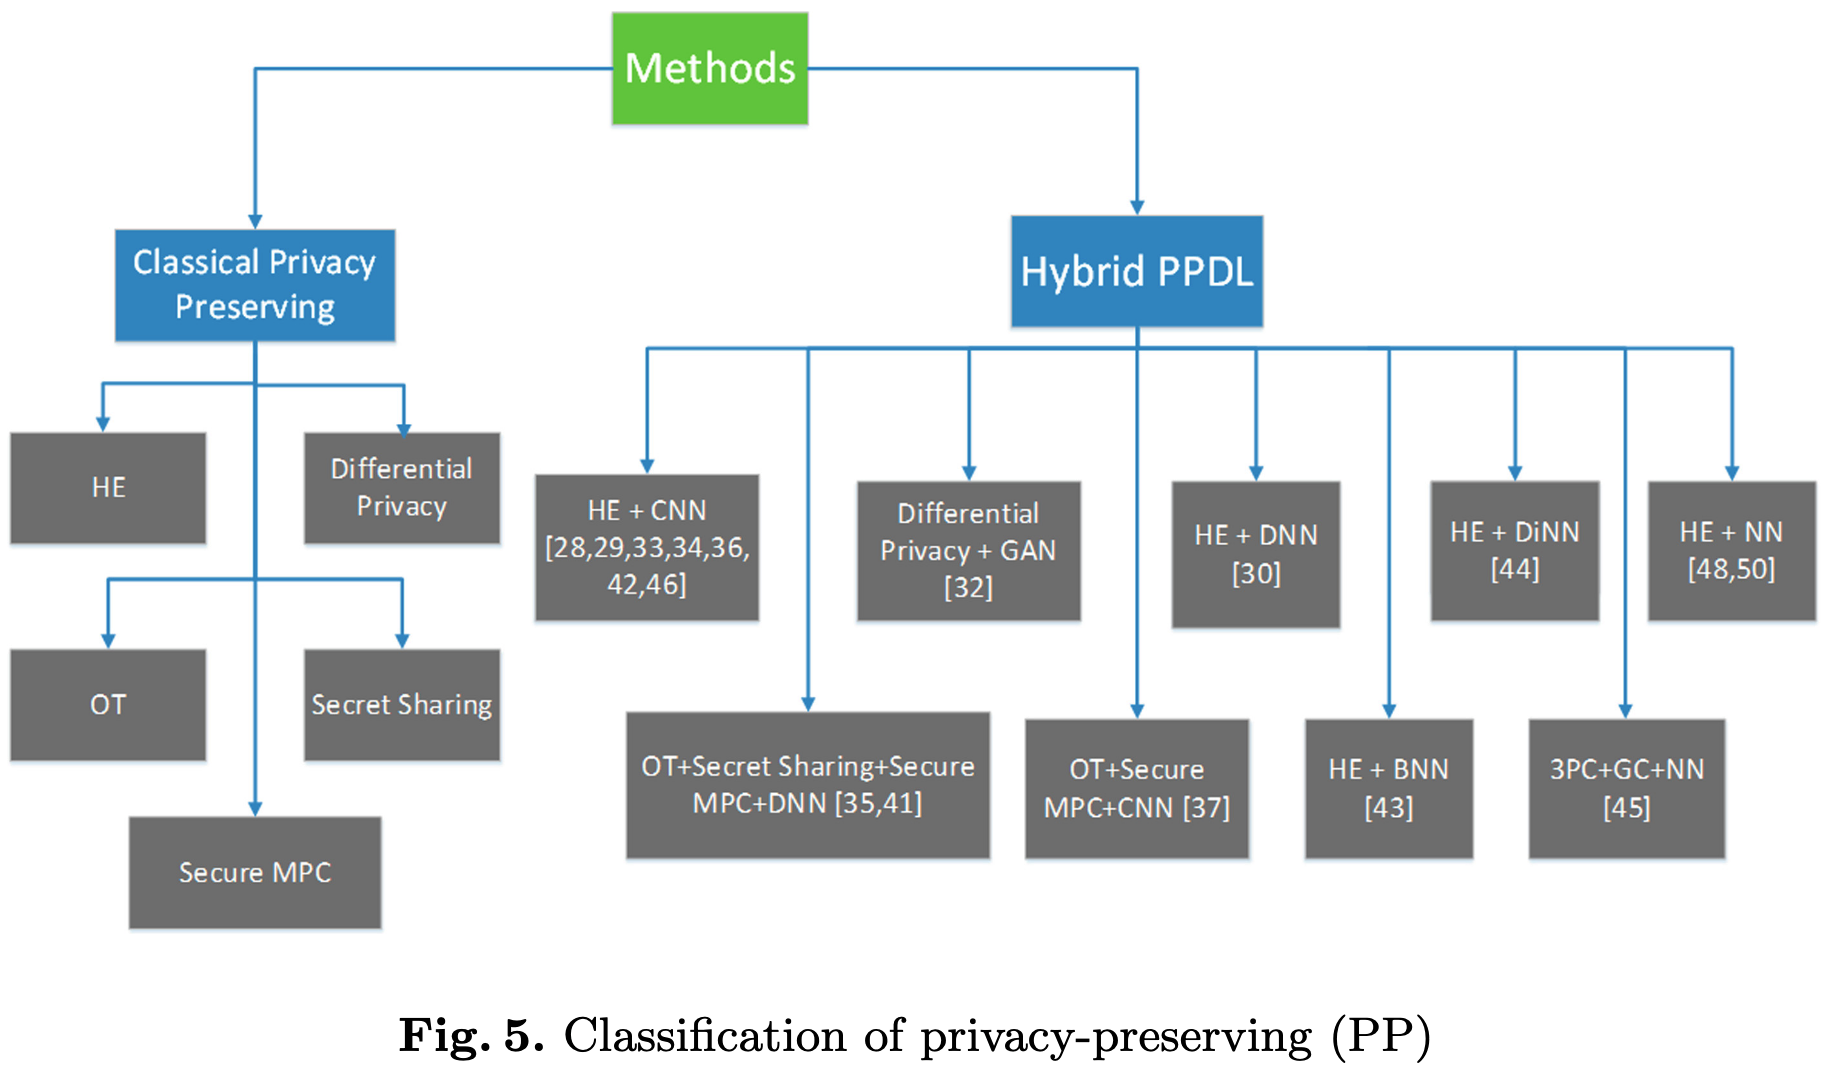 Methods
Classical Privacy
Preserving
Hybrid PPDL
HE
Differential
Privacy
OT
Secret Sharing
Secure MPC
HE + CNN
[28,29,33,34,36,
42,46]
Differential
Privacy + GAN
[32]
HE + DNN
[30]
HE + DiNN
[44]
HE + NN
[48,50]
OT+Secret Sharing+Secure
MPC+DNN [35,41]
OT+Secure
MPC+CNN [37]
HE + BNN
[43]
3PC+GC+NN
[45]
Fig. 5. Classification of privacy-preserving (PP)